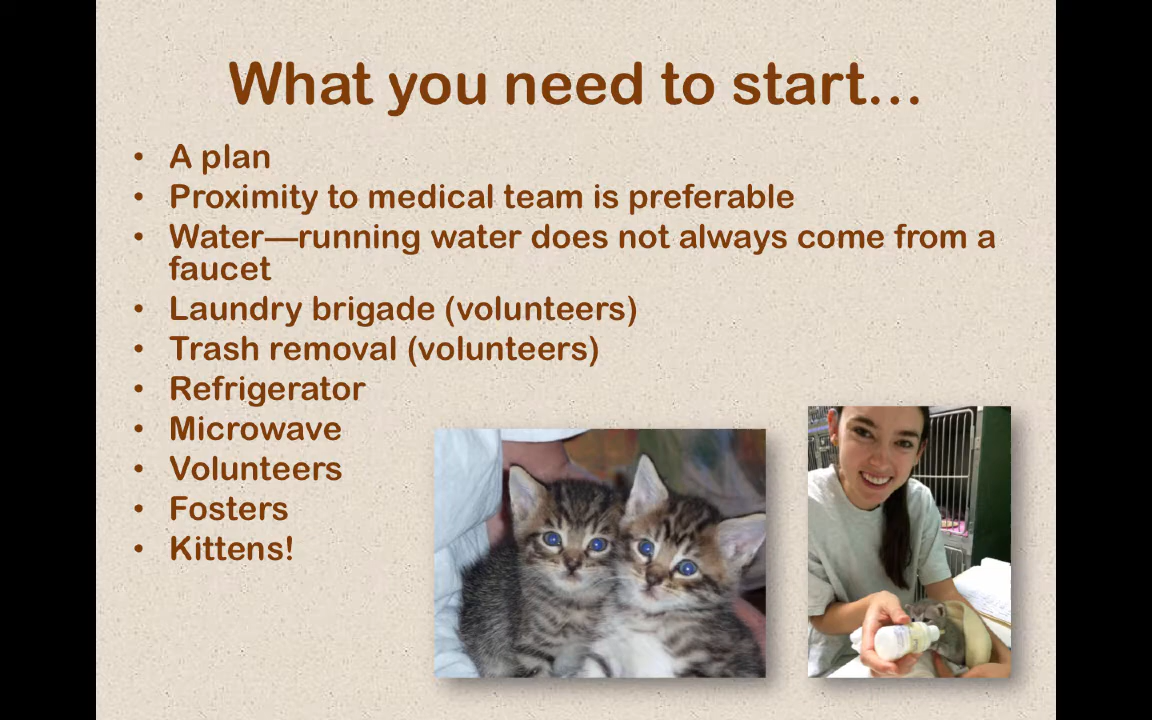 What you need to start…
• A plan
• Proximity to medical team is preferable
• Water—running water does not always come from a
faucet
• Laundry brigade (volunteers)
• Trash removal (volunteers)
• Refrigerator
• Microwave
• Volunteers
• Fosters
• Kittens!